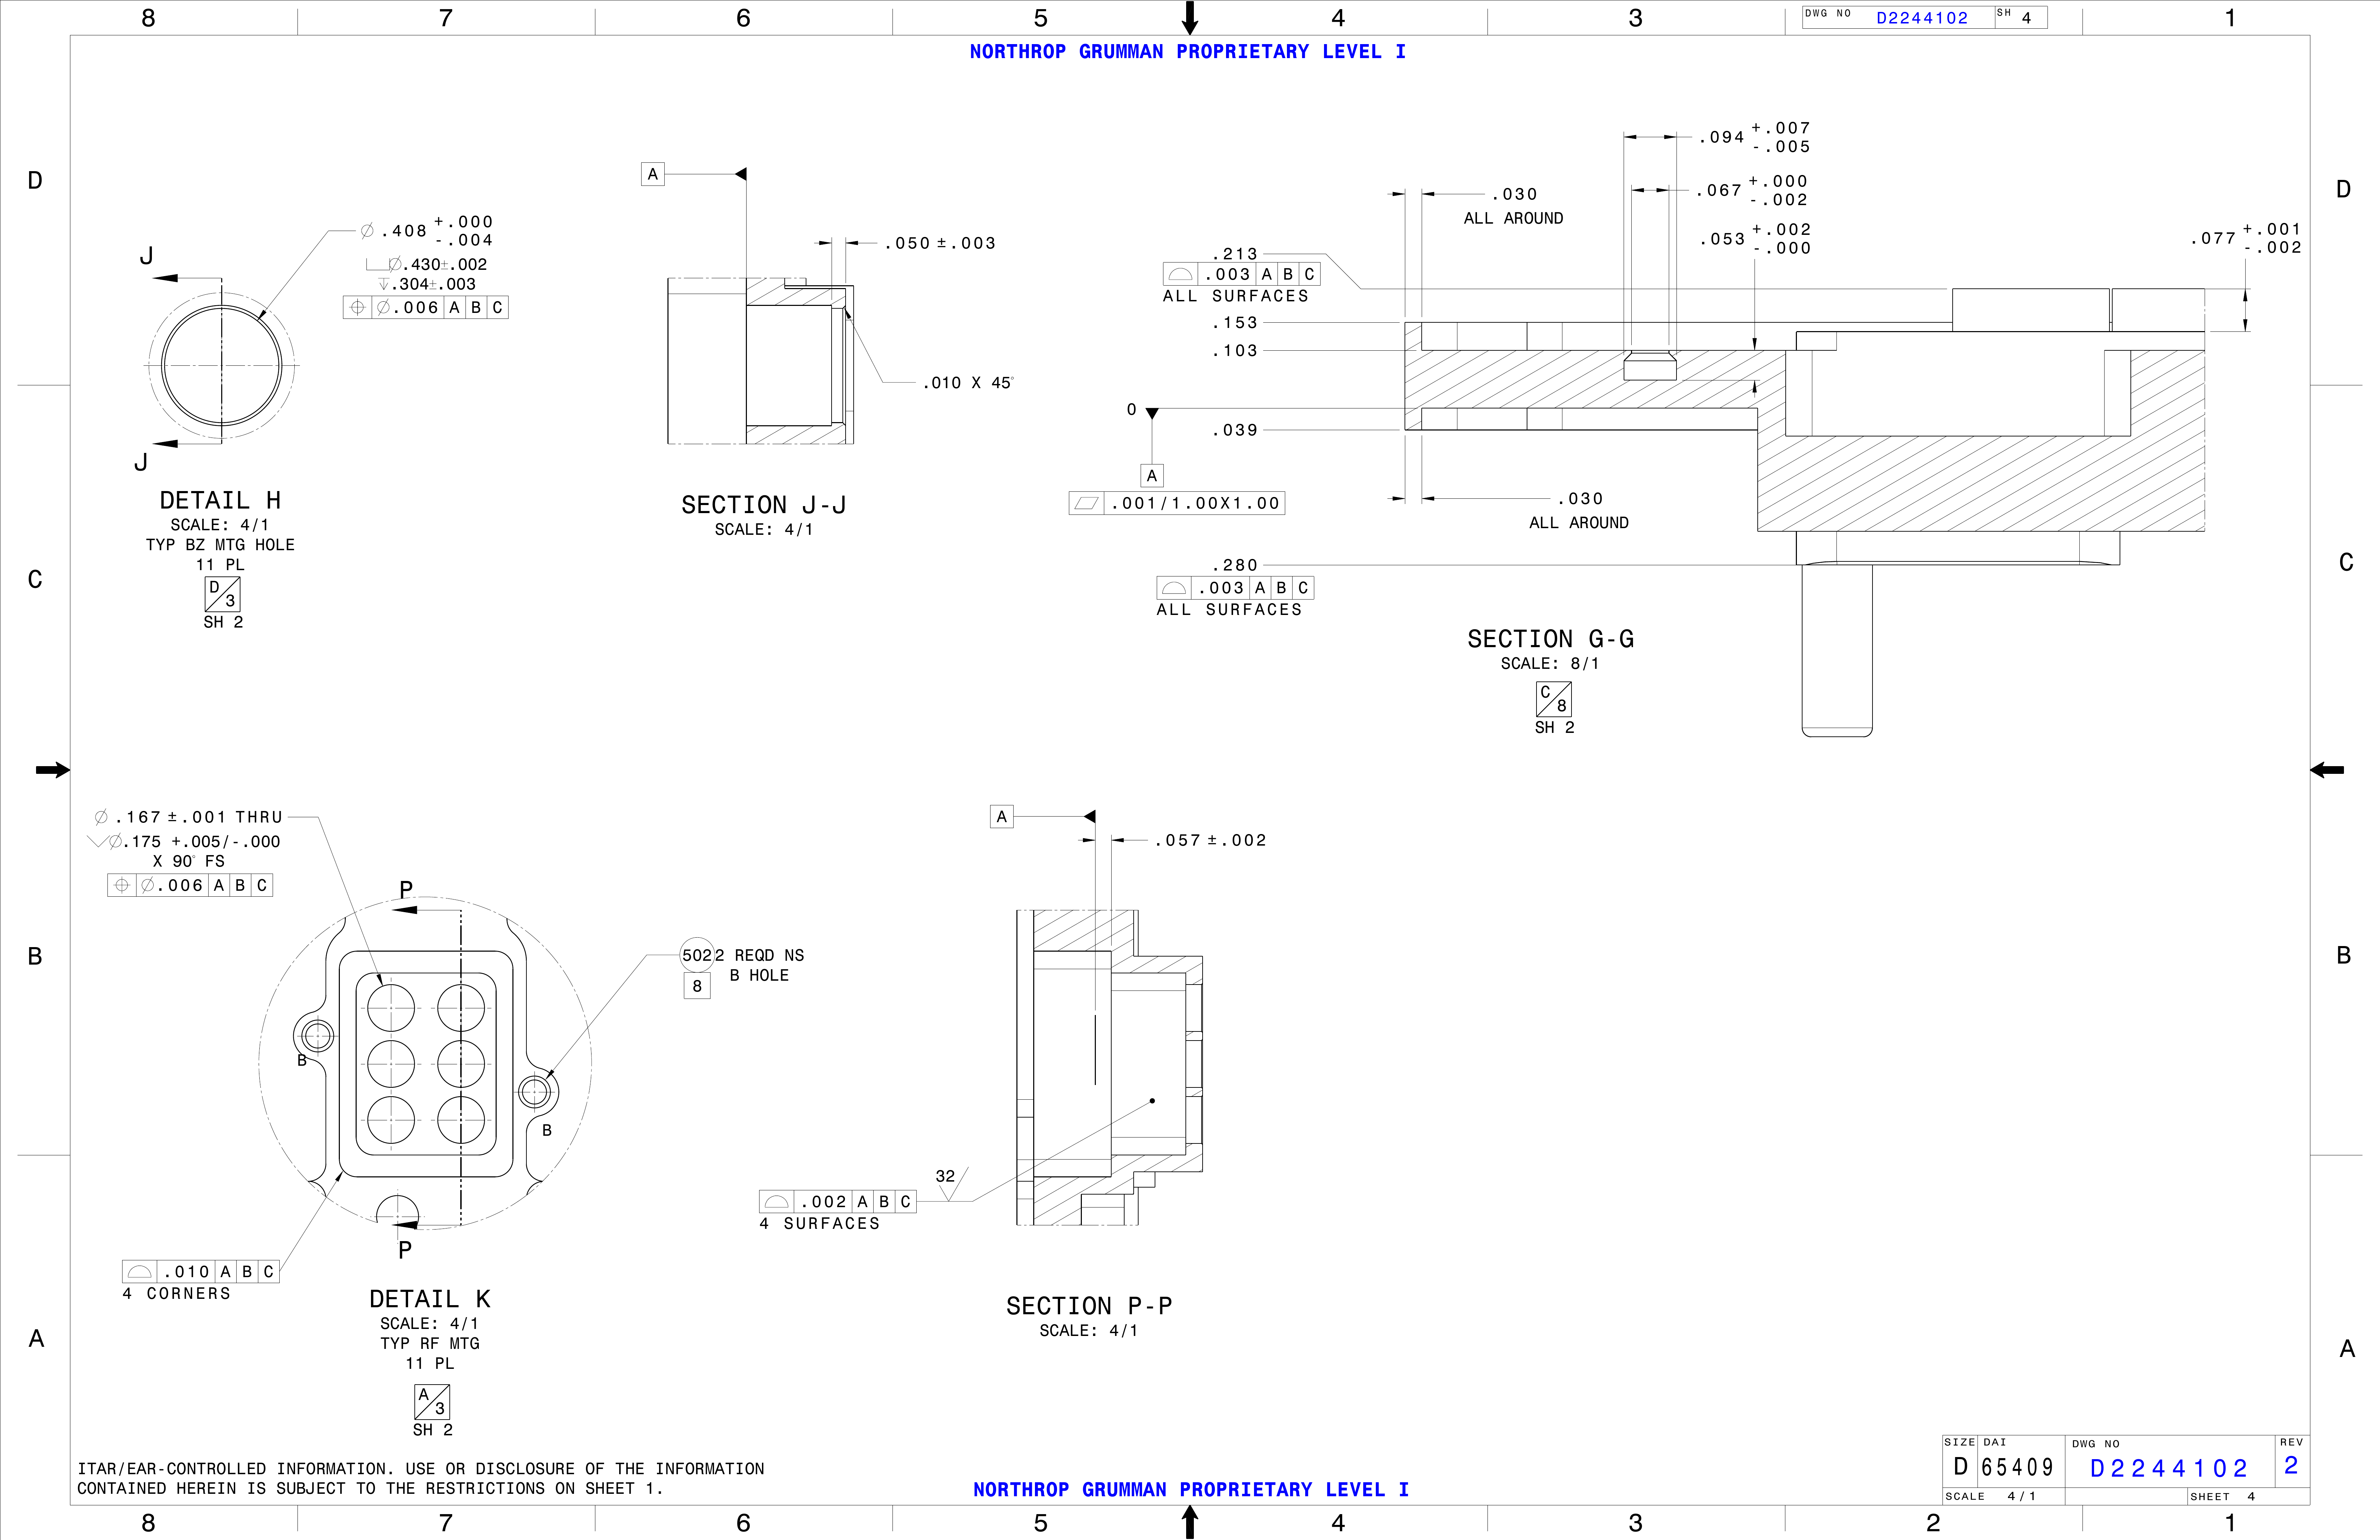 8 7 6 5 4 3 1
DWG NO D2244102 SH 4
NORTHROP GRUMMAN PROPRIETARY LEVEL I
D
D
J
J
∅.408 +.000 -.004
⌴∅.430±.002
↧.304±.003
⌖ ∅.006 A B C
DETAIL H
SCALE: 4/1
TYP BZ MTG HOLE
11 PL
D/3
SH 2
A
.050±.003
.010 X 45°
SECTION J-J
SCALE: 4/1
.094 +.007 -.005
.067 +.000 -.002
.053 +.002 -.000
.030
ALL AROUND
.077 +.001 -.002
.213
⌓ .003 A B C
ALL SURFACES
.153
.103
0
.039
A
⏥ .001/1.00X1.00
.030
ALL AROUND
.280
⌓ .003 A B C
ALL SURFACES
SECTION G-G
SCALE: 8/1
C/8
SH 2
C
C
∅.167±.001 THRU
⌵∅.175 +.005/-.000
X 90° FS
⌖ ∅.006 A B C
P
P
502 2 REQD NS
B HOLE
8
B
B
⌓ .010 A B C
4 CORNERS
DETAIL K
SCALE: 4/1
TYP RF MTG
11 PL
A/3
SH 2
B
B
A
.057±.002
32
⌓ .002 A B C
4 SURFACES
SECTION P-P
SCALE: 4/1
A
A
ITAR/EAR-CONTROLLED INFORMATION. USE OR DISCLOSURE OF THE INFORMATION
CONTAINED HEREIN IS SUBJECT TO THE RESTRICTIONS ON SHEET 1.
NORTHROP GRUMMAN PROPRIETARY LEVEL I
SIZE DAI DWG NO REV
D 65409 D2244102 2
SCALE 4/1 SHEET 4
8 7 6 5 4 3 2 1